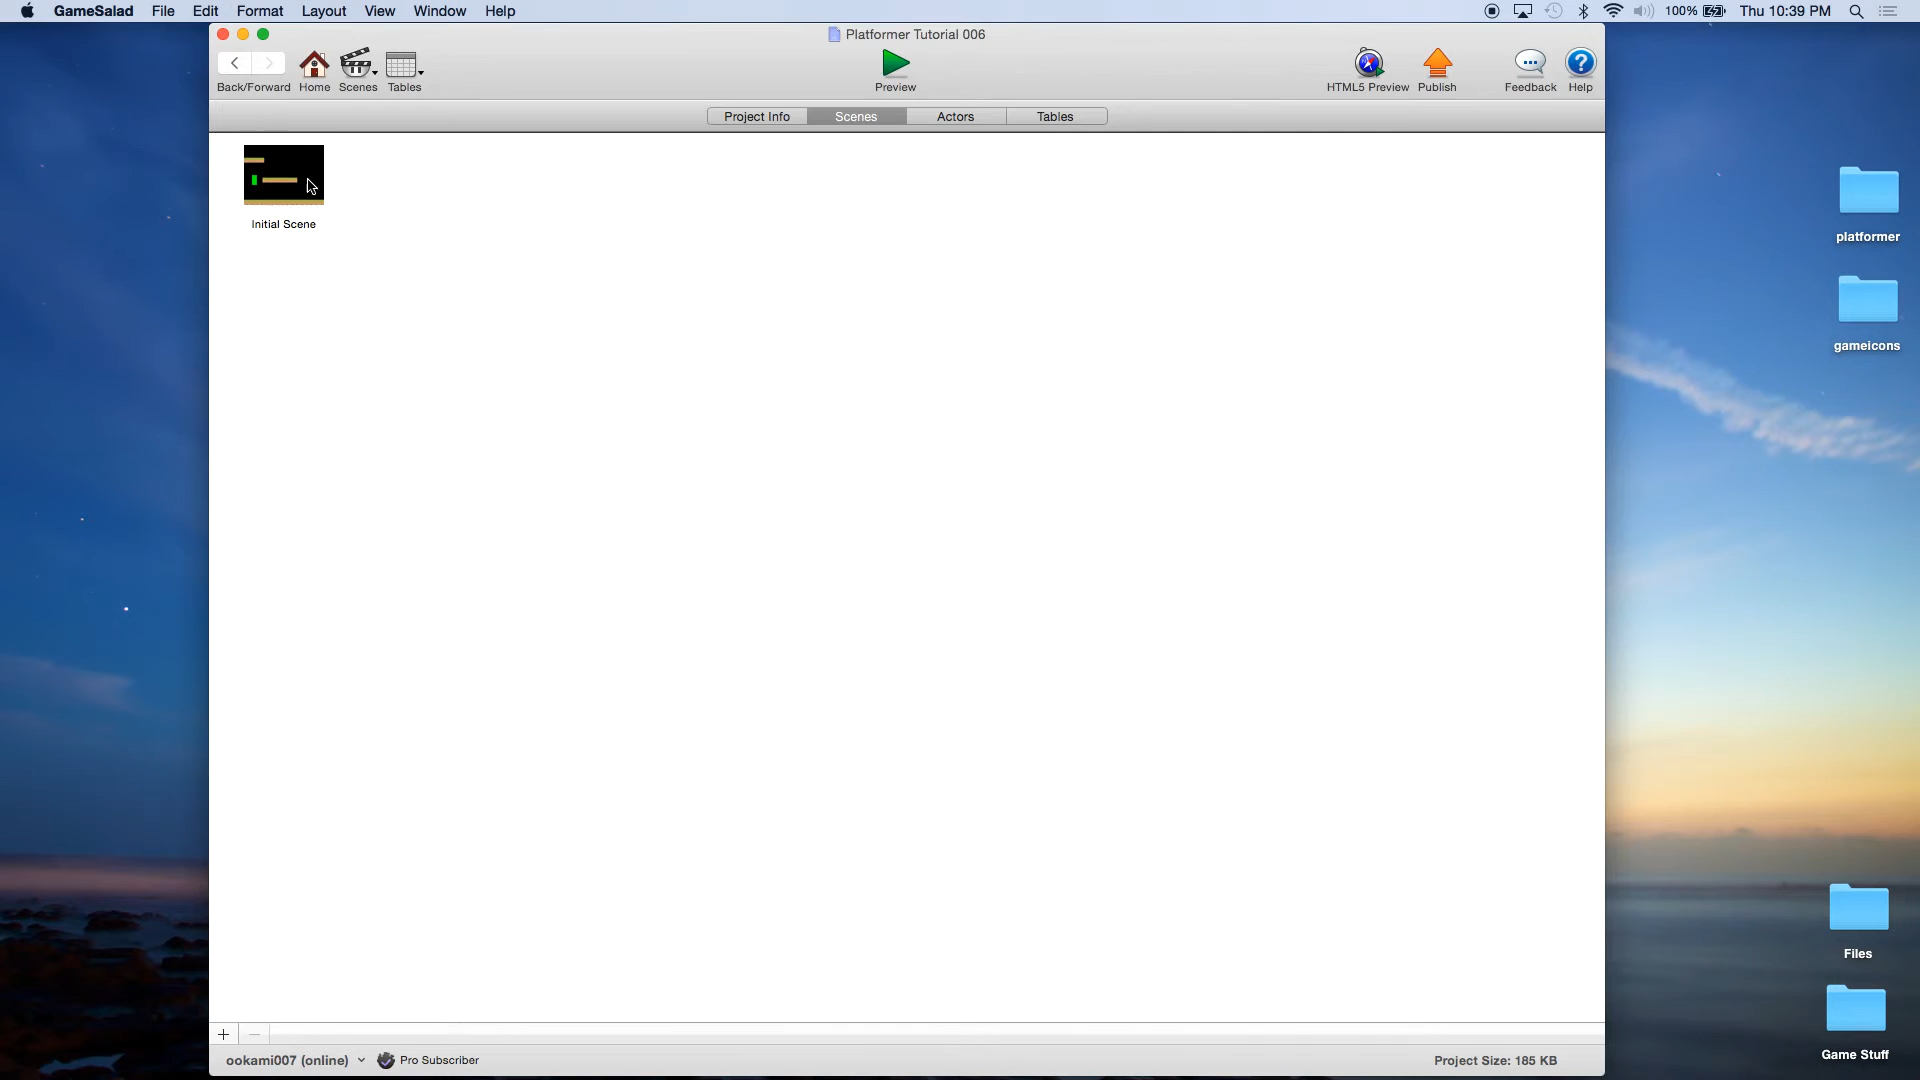 GameSalad File Edit Format Layout View Window Help 100% Thu 10:39 PM
Platformer Tutorial 006
Back/Forward Home Scenes Tables Preview HTML5 Preview Publish Feedback Help
Project Info Scenes Actors Tables
Initial Scene
platformer
gameicons
Files
Game Stuff
ookami007 (online) Pro Subscriber Project Size: 185 KB